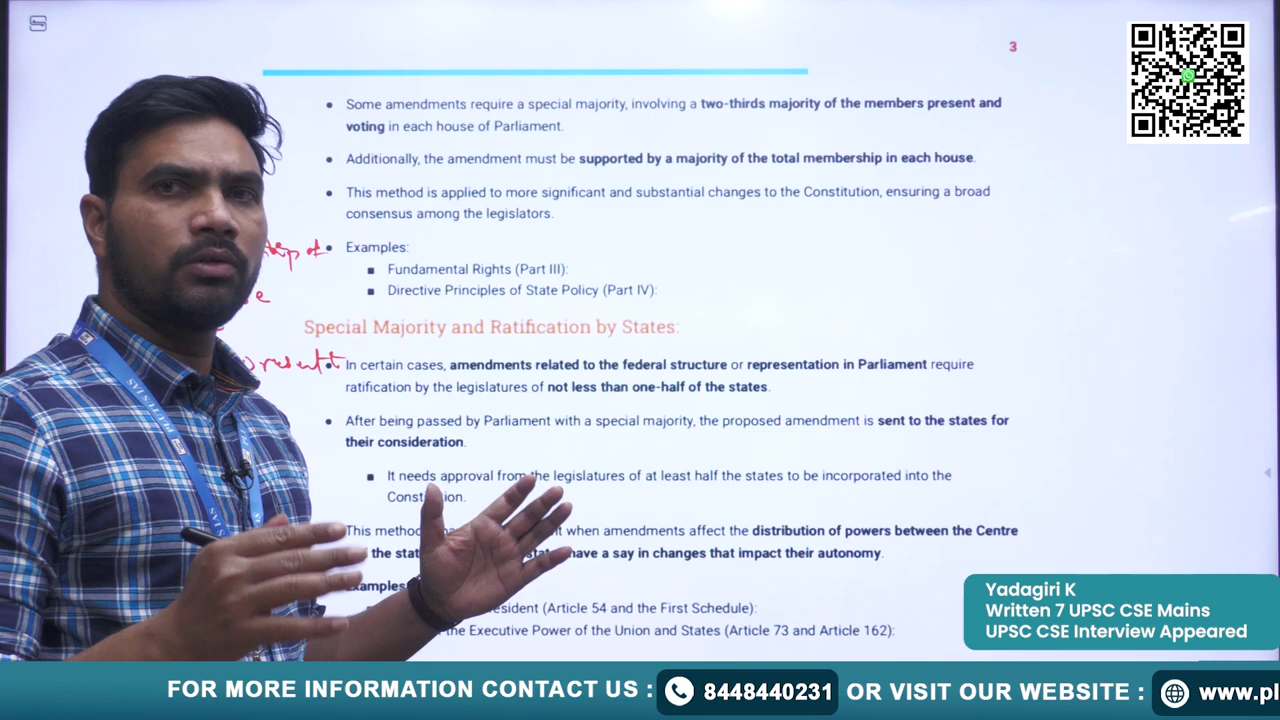 3
Some amendments require a special majority, involving a two-thirds majority of the members present and
voting in each house of Parliament.
Additionally, the amendment must be supported by a majority of the total membership in each house.
This method is applied to more significant and substantial changes to the Constitution, ensuring a broad
consensus among the legislators.
Examples:
Fundamental Rights (Part III):
Directive Principles of State Policy (Part IV):
Special Majority and Ratification by States:
In certain cases, amendments related to the federal structure or representation in Parliament require
ratification by the legislatures of not less than one-half of the states.
After being passed by Parliament with a special majority, the proposed amendment is sent to the states for
their consideration.
It needs approval from the legislatures of at least half the states to be incorporated into the
This method when amendments affect the distribution of powers between the Centre
the have a say in changes that impact their autonomy.
(Article 54 and the First Schedule):
the Executive Power of the Union and States (Article 73 and Article 162):
Yadagiri K
Written 7 UPSC CSE Mains
UPSC CSE Interview Appeared
FOR MORE INFORMATION CONTACT US : 8448440231 OR VISIT OUR WEBSITE :